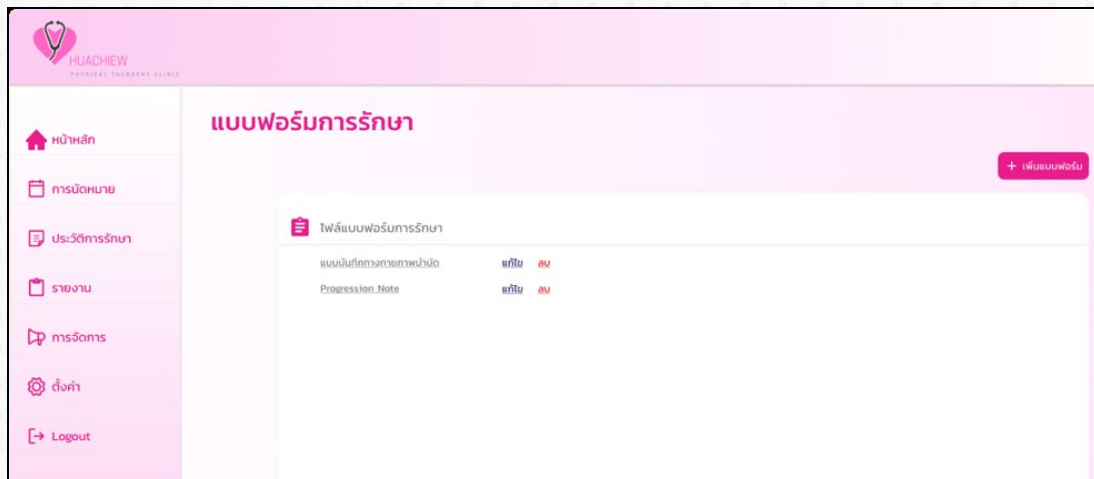 HUACHIEW
PHYSICAL THERAPHY CLINIC
แบบฟอร์มการรักษา
หน้าหลัก
+ เพิ่มแบบฟอร์ม
การนัดหมาย
ไฟล์แบบฟอร์มการรักษา
ประวัติการรักษา
แบบบันทึกทางกายภาพบำบัด แก้ไข ลบ
Progression Note แก้ไข ลบ
รายงาน
การจัดการ
ตั้งค่า
Logout